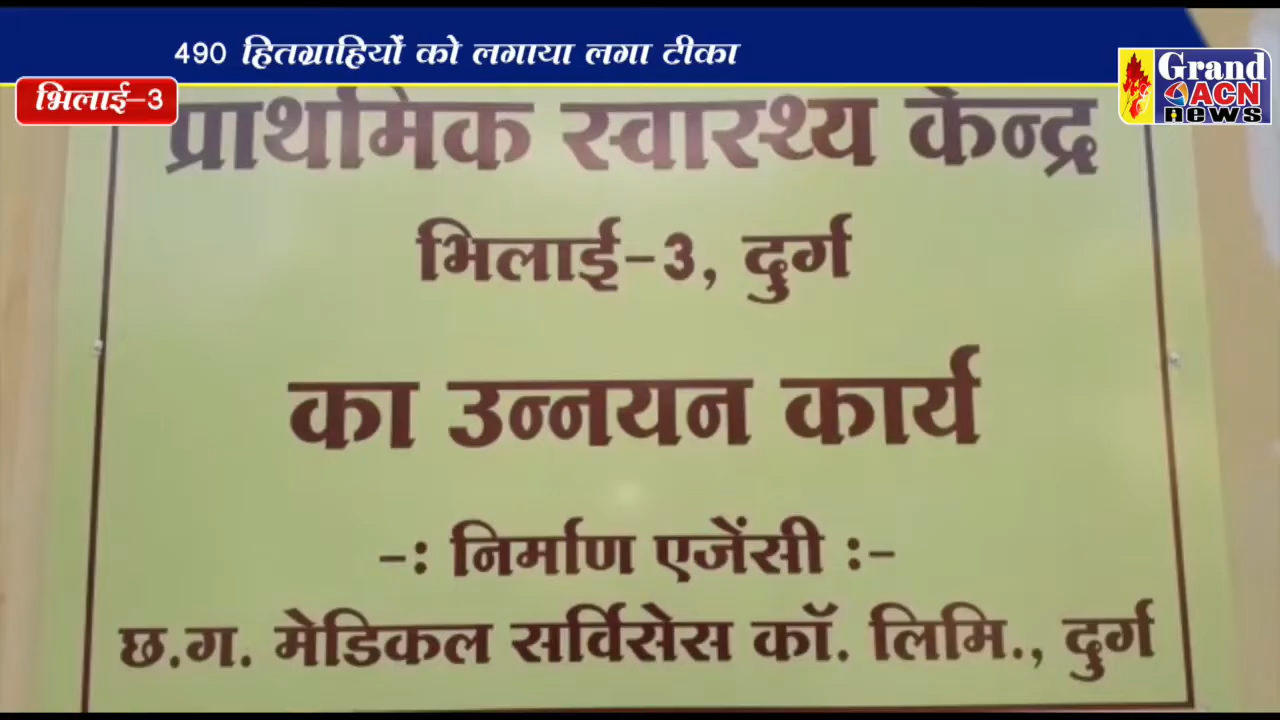 490 हितग्राहियों को लगाया लगा टीका
भिलाई-3
Grand
ACN
news
प्राथमिक स्वास्थ्य केन्द्र
भिलाई-3, दुर्ग
का उन्नयन कार्य
-: निर्माण एजेंसी :-
छ.ग. मेडिकल सर्विसेस कॉ. लिमि., दुर्ग